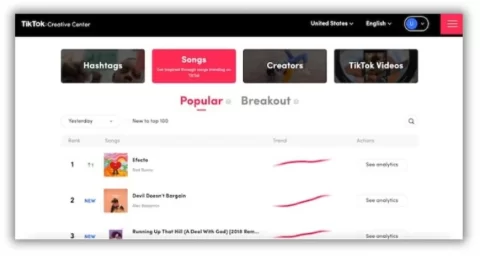 TikTok: Creative Center
United States
English
Hashtags
Songs
Get inspired through songs trending on TikTok
Creators
TikTok Videos
Popular
Breakout
Yesterday
New to top 100
Rank
Songs
Trend
Actions
1
1
Efecto
Bad Bunny
See analytics
2
NEW
Devil Doesn't Bargain
Alec Benjamin
See analytics
3
NEW
Running Up That Hill (A Deal With God) [2018 Rem...
See analytics